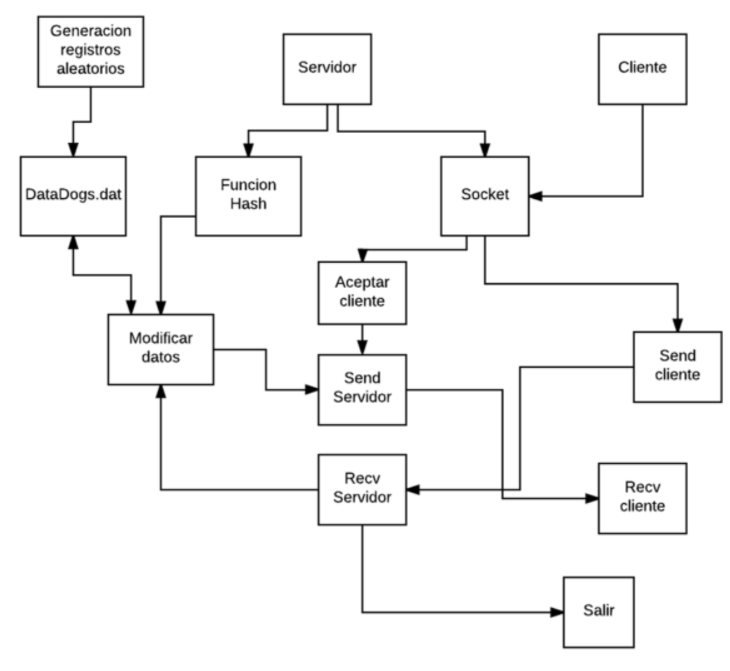 Generacion
registros
aleatorios
Servidor
Cliente
DataDogs.dat
Funcion
Hash
Socket
Aceptar
cliente
Modificar
datos
Send
cliente
Send
Servidor
Recv
Servidor
Recv
cliente
Salir